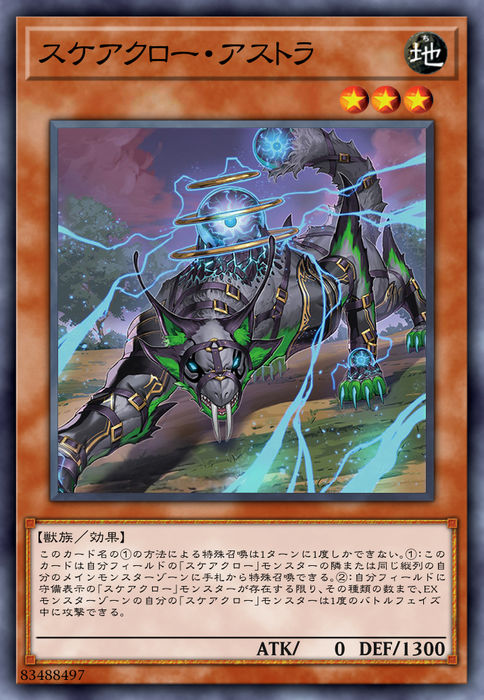 スケアクロー・アストラ
ち
地
【獣族／効果】
このカード名の①の方法による特殊召喚は1ターンに1度しかできない。①:この
カードは自分フィールドの「スケアクロー」モンスターの隣または同じ縦列の自
分のメインモンスターゾーンに手札から特殊召喚できる。②:自分フィールドに
守備表示の「スケアクロー」モンスターが存在する限り、その種類の数まで、EX
モンスターゾーンの自分の「スケアクロー」モンスターは1度のバトルフェイズ
中に攻撃できる。
ATK/ 0 DEF/1300
83488497